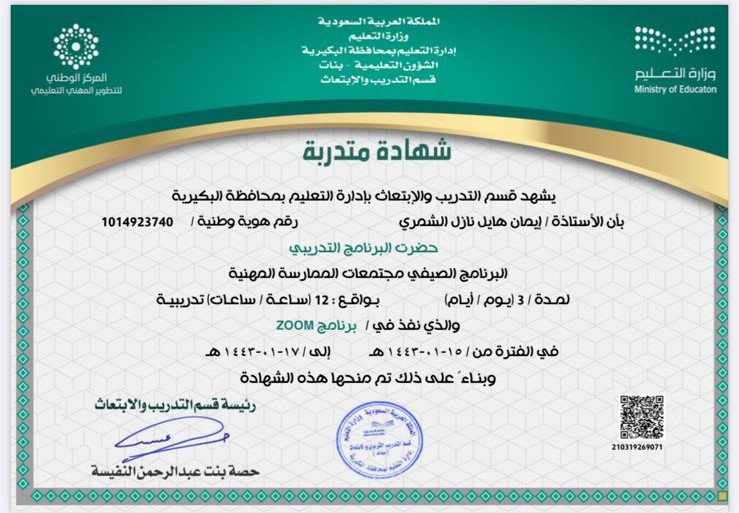 المملكة العربية السعودية
وزارة التعليم
إدارة التعليم بمحافظة البكيرية
الشؤون التعليمية - بنات
قسم التدريب والإبتعاث
المركز الوطني
للتطوير المهني التعليمي
وزارة التعـــليم
Ministry of Educaton
شهادة متدربة
يشهد قسم التدريب والإبتعاث بإدارة التعليم بمحافظة البكيرية
بأن الأستاذة / إيمان هايل نازل الشمري رقم هوية وطنية / 1014923740
حضرت البرنامج التدريبي
البرنامج الصيفي مجتمعات الممارسة المهنية
لمدة / 3 (يوم / أيام) بـواقـع : 12 (ساعة / ساعات) تدريبية
والذي نفذ في / برنامج ZOOM
في الفترة من / ١٥-٠١-١٤٤٣ هـ إلى / ١٧-٠١-١٤٤٣ هـ
وبناءً على ذلك تم منحها هذه الشهادة
رئيسة قسم التدريب والابتعاث
حصة بنت عبدالرحمن النفيسة
210319269071